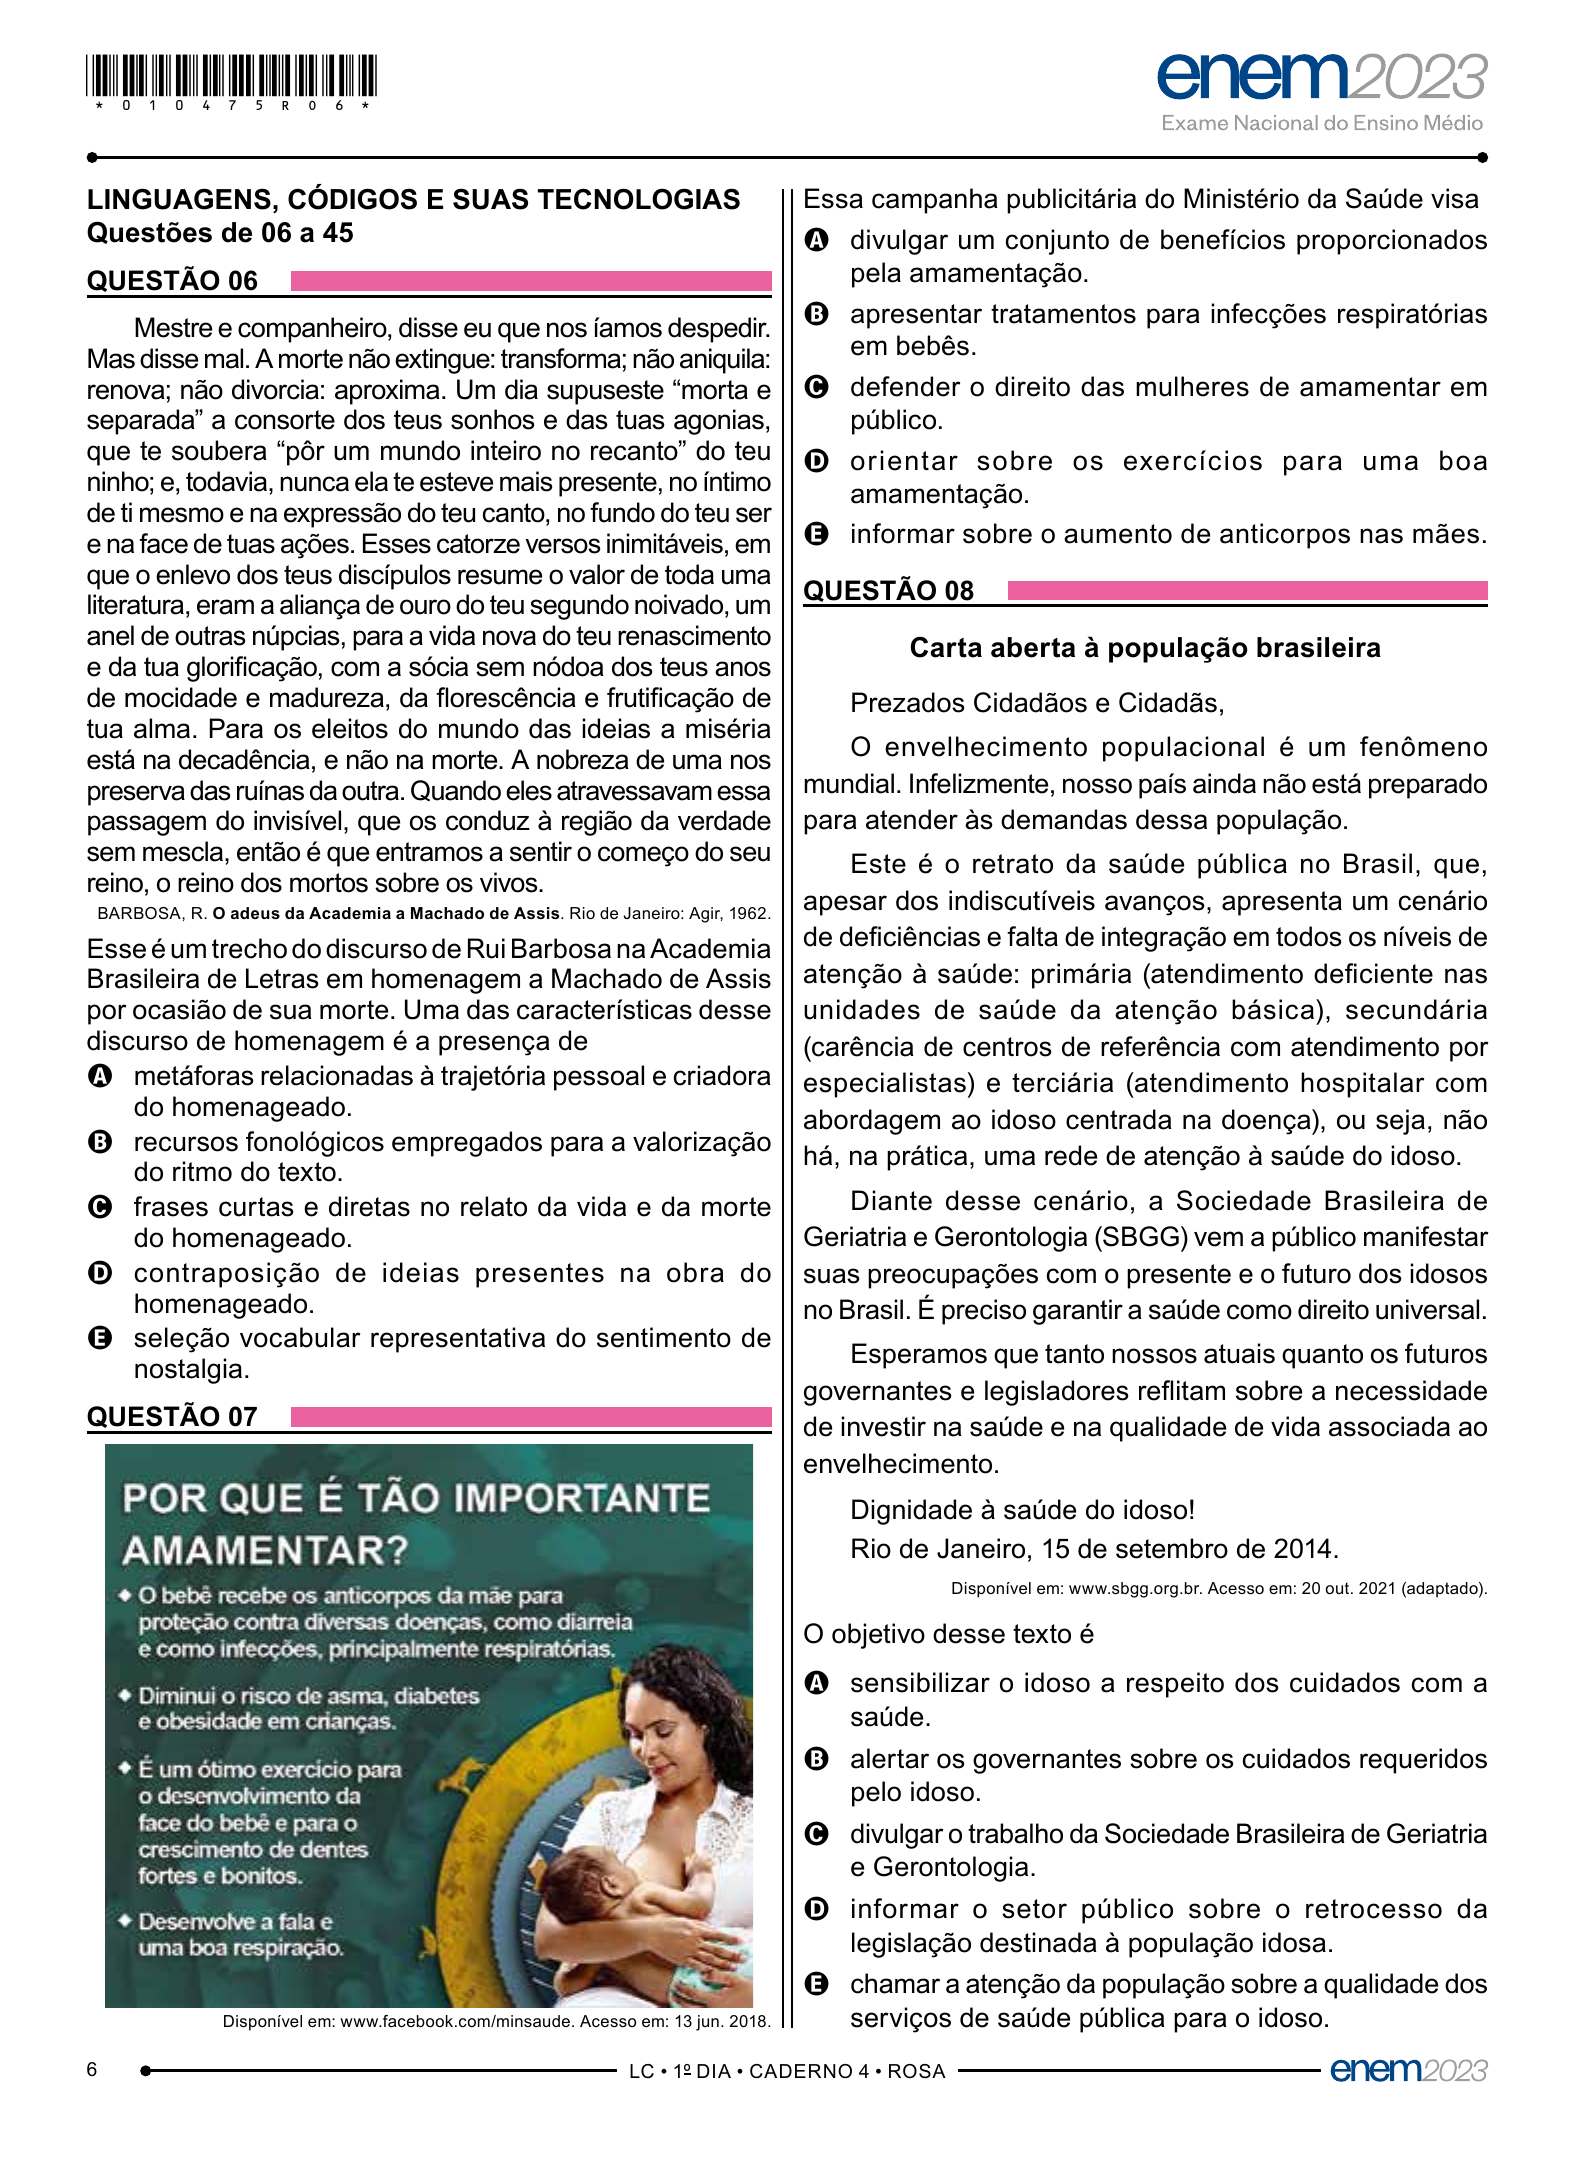 *010475R06*
enem2023
Exame Nacional do Ensino Médio
LINGUAGENS, CÓDIGOS E SUAS TECNOLOGIAS
Questões de 06 a 45
QUESTÃO 06
Mestre e companheiro, disse eu que nos íamos despedir.
Mas disse mal. A morte não extingue: transforma; não aniquila:
renova; não divorcia: aproxima. Um dia supuseste “morta e
separada” a consorte dos teus sonhos e das tuas agonias,
que te soubera “pôr um mundo inteiro no recanto” do teu
ninho; e, todavia, nunca ela te esteve mais presente, no íntimo
de ti mesmo e na expressão do teu canto, no fundo do teu ser
e na face de tuas ações. Esses catorze versos inimitáveis, em
que o enlevo dos teus discípulos resume o valor de toda uma
literatura, eram a aliança de ouro do teu segundo noivado, um
anel de outras núpcias, para a vida nova do teu renascimento
e da tua glorificação, com a sócia sem nódoa dos teus anos
de mocidade e madureza, da florescência e frutificação de
tua alma. Para os eleitos do mundo das ideias a miséria
está na decadência, e não na morte. A nobreza de uma nos
preserva das ruínas da outra. Quando eles atravessavam essa
passagem do invisível, que os conduz à região da verdade
sem mescla, então é que entramos a sentir o começo do seu
reino, o reino dos mortos sobre os vivos.
BARBOSA, R. O adeus da Academia a Machado de Assis. Rio de Janeiro: Agir, 1962.
Esse é um trecho do discurso de Rui Barbosa na Academia
Brasileira de Letras em homenagem a Machado de Assis
por ocasião de sua morte. Uma das características desse
discurso de homenagem é a presença de
A metáforas relacionadas à trajetória pessoal e criadora
do homenageado.
B recursos fonológicos empregados para a valorização
do ritmo do texto.
C frases curtas e diretas no relato da vida e da morte
do homenageado.
D contraposição de ideias presentes na obra do
homenageado.
E seleção vocabular representativa do sentimento de
nostalgia.
QUESTÃO 07
POR QUE É TÃO IMPORTANTE
AMAMENTAR?
O bebê recebe os anticorpos da mãe para
proteção contra diversas doenças, como diarreia
e como infecções, principalmente respiratórias.
Diminui o risco de asma, diabetes
e obesidade em crianças.
É um ótimo exercício para
o desenvolvimento da
face do bebê e para o
crescimento de dentes
fortes e bonitos.
Desenvolve a fala e
uma boa respiração.
Disponível em: www.facebook.com/minsaude. Acesso em: 13 jun. 2018.
Essa campanha publicitária do Ministério da Saúde visa
A divulgar um conjunto de benefícios proporcionados
pela amamentação.
B apresentar tratamentos para infecções respiratórias
em bebês.
C defender o direito das mulheres de amamentar em
público.
D orientar sobre os exercícios para uma boa
amamentação.
E informar sobre o aumento de anticorpos nas mães.
QUESTÃO 08
Carta aberta à população brasileira
Prezados Cidadãos e Cidadãs,
O envelhecimento populacional é um fenômeno
mundial. Infelizmente, nosso país ainda não está preparado
para atender às demandas dessa população.
Este é o retrato da saúde pública no Brasil, que,
apesar dos indiscutíveis avanços, apresenta um cenário
de deficiências e falta de integração em todos os níveis de
atenção à saúde: primária (atendimento deficiente nas
unidades de saúde da atenção básica), secundária
(carência de centros de referência com atendimento por
especialistas) e terciária (atendimento hospitalar com
abordagem ao idoso centrada na doença), ou seja, não
há, na prática, uma rede de atenção à saúde do idoso.
Diante desse cenário, a Sociedade Brasileira de
Geriatria e Gerontologia (SBGG) vem a público manifestar
suas preocupações com o presente e o futuro dos idosos
no Brasil. É preciso garantir a saúde como direito universal.
Esperamos que tanto nossos atuais quanto os futuros
governantes e legisladores reflitam sobre a necessidade
de investir na saúde e na qualidade de vida associada ao
envelhecimento.
Dignidade à saúde do idoso!
Rio de Janeiro, 15 de setembro de 2014.
Disponível em: www.sbgg.org.br. Acesso em: 20 out. 2021 (adaptado).
O objetivo desse texto é
A sensibilizar o idoso a respeito dos cuidados com a
saúde.
B alertar os governantes sobre os cuidados requeridos
pelo idoso.
C divulgar o trabalho da Sociedade Brasileira de Geriatria
e Gerontologia.
D informar o setor público sobre o retrocesso da
legislação destinada à população idosa.
E chamar a atenção da população sobre a qualidade dos
serviços de saúde pública para o idoso.
6
LC • 1º DIA • CADERNO 4 • ROSA
enem2023